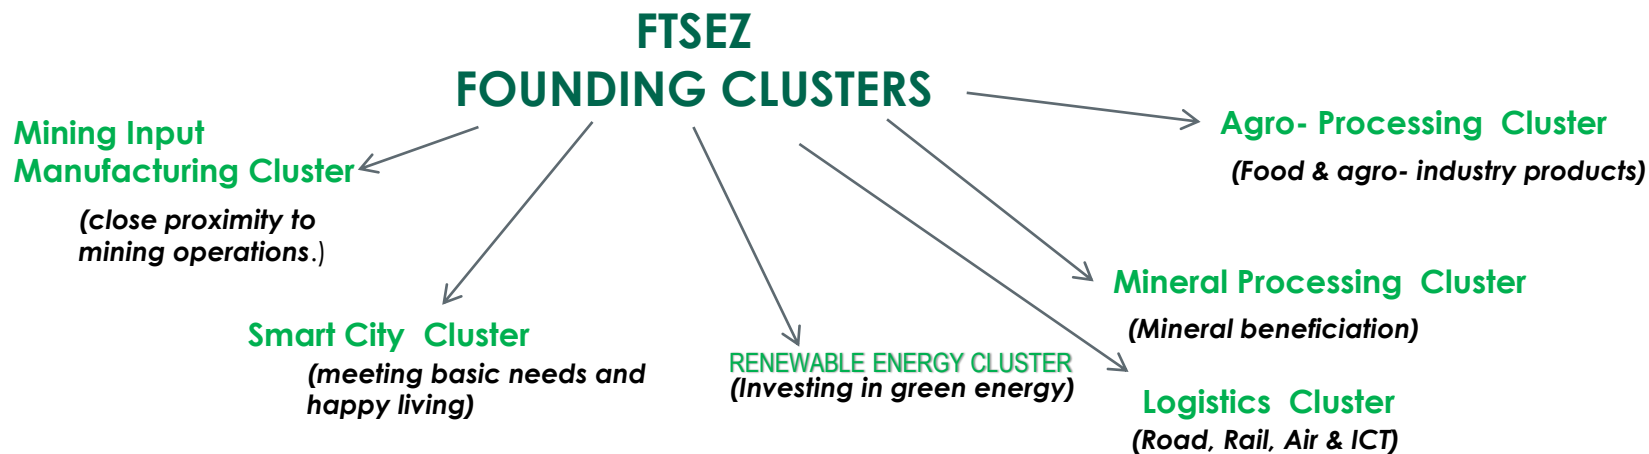 FTSEZ
FOUNDING CLUSTERS
Mining Input
Manufacturing Cluster
(close proximity to
mining operations.)
Smart City Cluster
(meeting basic needs and
happy living)
RENEWABLE ENERGY CLUSTER
(Investing in green energy)
Agro- Processing Cluster
(Food & agro- industry products)
Mineral Processing Cluster
(Mineral beneficiation)
Logistics Cluster
(Road, Rail, Air & ICT)